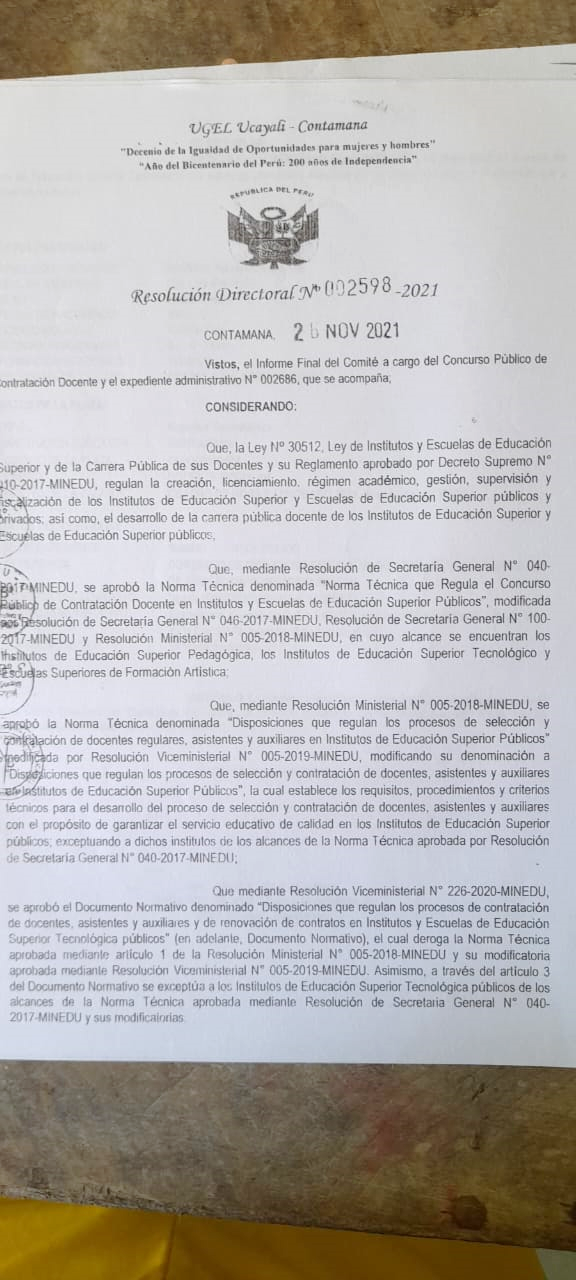 UGEL Ucayali - Contamana
"Decenio de la Igualdad de Oportunidades para mujeres y hombres"
"Año del Bicentenario del Perú: 200 años de Independencia"
REPUBLICA DEL PERU
Resolución Directoral Nº 002598-2021
CONTAMANA, 2 NOV 2021
Vistos, el Informe Final del Comité a cargo del Concurso Público de
Contratación Docente y el expediente administrativo N° 002686, que se acompaña;
CONSIDERANDO:
Que, la Ley Nº 30512, Ley de Institutos y Escuelas de Educación
Superior y de la Carrera Pública de sus Docentes y su Reglamento aprobado por Decreto Supremo N°
010-2017-MINEDU, regulan la creación, licenciamiento, régimen académico, gestión, supervisión y
fiscalización de los Institutos de Educación Superior y Escuelas de Educación Superior públicos y
privados; así como, el desarrollo de la carrera pública docente de los Institutos de Educación Superior y
Escuelas de Educación Superior públicos;
Que, mediante Resolución de Secretaría General N° 040-
2017-MINEDU, se aprobó la Norma Técnica denominada "Norma Técnica que Regula el Concurso
Público de Contratación Docente en Institutos y Escuelas de Educación Superior Públicos", modificada
por Resolución de Secretaría General N° 046-2017-MINEDU, Resolución de Secretaría General N° 100-
2017-MINEDU y Resolución Ministerial N° 005-2018-MINEDU, en cuyo alcance se encuentran los
Institutos de Educación Superior Pedagógica, los Institutos de Educación Superior Tecnológico y
Escuelas Superiores de Formación Artística;
Que, mediante Resolución Ministerial N° 005-2018-MINEDU, se
aprobó la Norma Técnica denominada "Disposiciones que regulan los procesos de selección y
contratación de docentes regulares, asistentes y auxiliares en Institutos de Educación Superior Públicos"
modificada por Resolución Viceministerial N° 005-2019-MINEDU, modificando su denominación a
"Disposiciones que regulan los procesos de selección y contratación de docentes, asistentes y auxiliares
en Institutos de Educación Superior Públicos", la cual establece los requisitos, procedimientos y criterios
técnicos para el desarrollo del proceso de selección y contratación de docentes, asistentes y auxiliares
con el propósito de garantizar el servicio educativo de calidad en los Institutos de Educación Superior
públicos; exceptuando a dichos institutos de los alcances de la Norma Técnica aprobada por Resolución
de Secretaría General N° 040-2017-MINEDU;
Que mediante Resolución Viceministerial N° 226-2020-MINEDU,
se aprobó el Documento Normativo denominado "Disposiciones que regulan los procesos de contratación
de docentes, asistentes y auxiliares y de renovación de contratos en Institutos y Escuelas de Educación
Superior Tecnológica públicos" (en adelante, Documento Normativo), el cual deroga la Norma Técnica
aprobada mediante artículo 1 de la Resolución Ministerial N° 005-2018-MINEDU y su modificatoria
aprobada mediante Resolución Viceministerial N° 005-2019-MINEDU. Asimismo, a través del artículo 3
del Documento Normativo se exceptúa a los Institutos de Educación Superior Tecnológica públicos de los
alcances de la Norma Técnica aprobada mediante Resolución de Secretaría General N° 040-
2017-MINEDU y sus modificatorias.